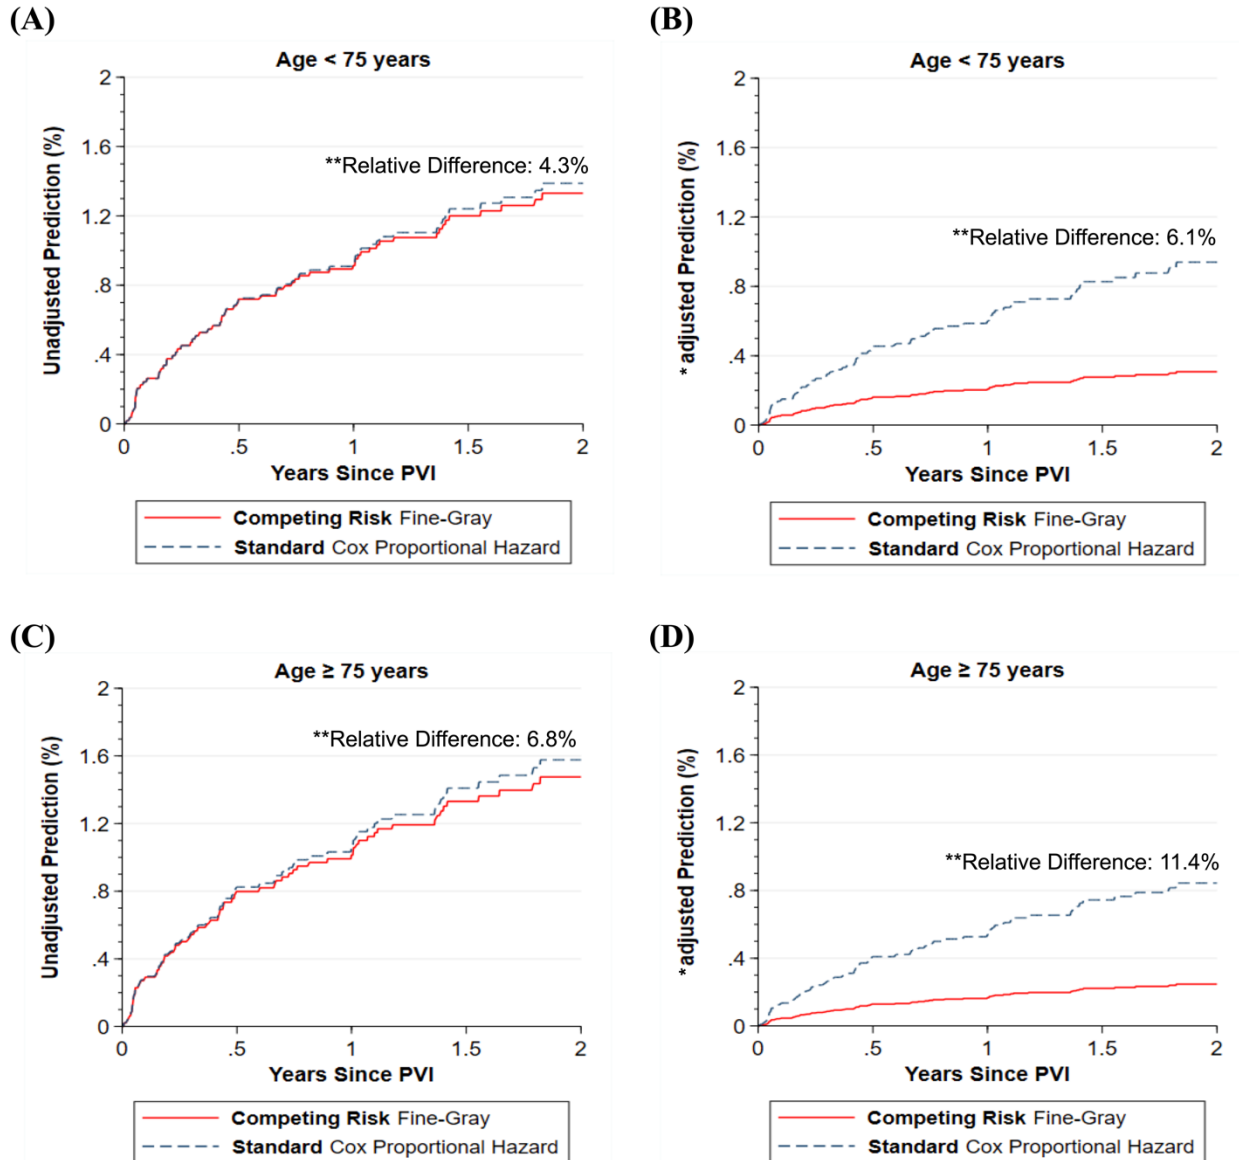 (A)
Age < 75 years
Unadjusted Prediction (%)
2
1.6
1.2
.8
.4
0
**Relative Difference: 4.3%
0 .5 1 1.5 2
Years Since PVI
Competing Risk Fine-Gray
Standard Cox Proportional Hazard
(B)
Age < 75 years
* adjusted Prediction (%)
2
1.6
1.2
.8
.4
0
**Relative Difference: 6.1%
0 .5 1 1.5 2
Years Since PVI
Competing Risk Fine-Gray
Standard Cox Proportional Hazard
(C)
Age ≥ 75 years
Unadjusted Prediction (%)
2
1.6
1.2
.8
.4
0
**Relative Difference: 6.8%
0 .5 1 1.5 2
Years Since PVI
Competing Risk Fine-Gray
Standard Cox Proportional Hazard
(D)
Age ≥ 75 years
* adjusted Prediction (%)
2
1.6
1.2
.8
.4
0
**Relative Difference: 11.4%
0 .5 1 1.5 2
Years Since PVI
Competing Risk Fine-Gray
Standard Cox Proportional Hazard